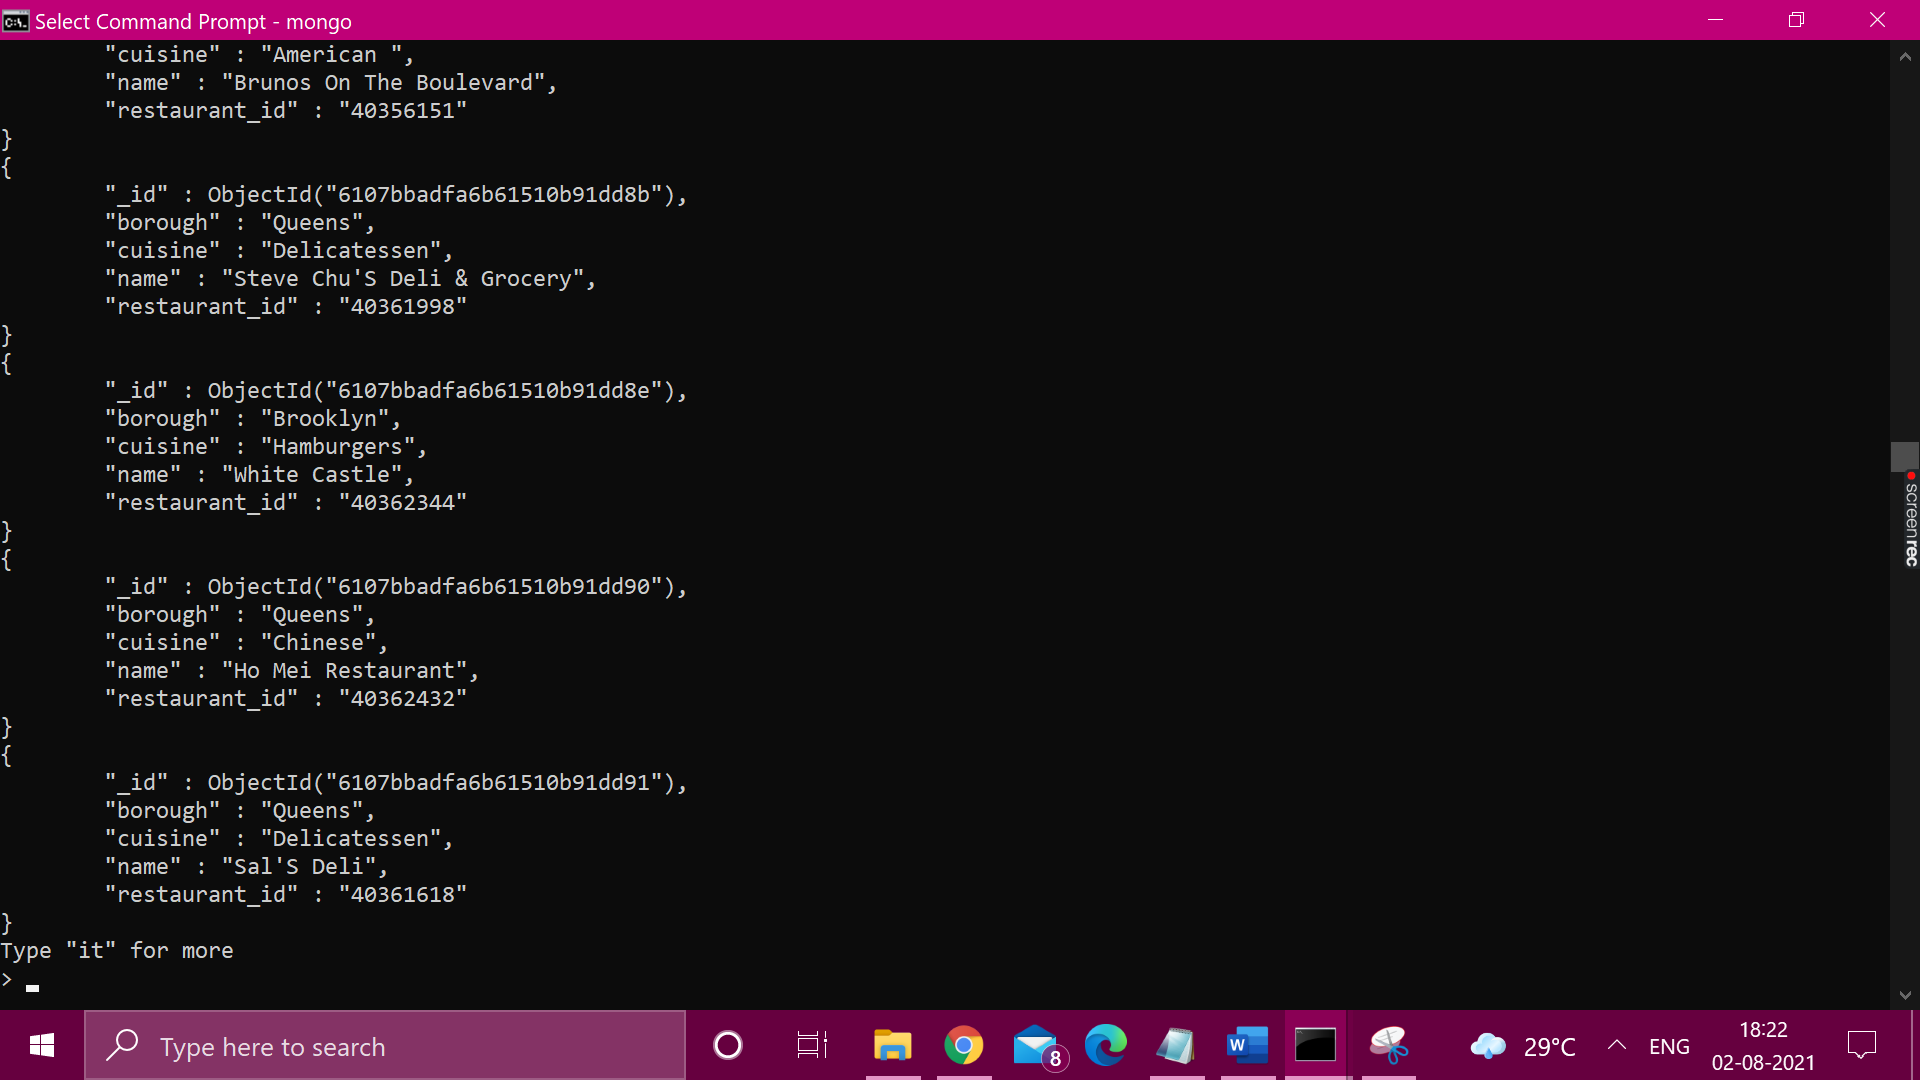 Select Command Prompt - mongo
"cuisine" : "American ",
"name" : "Brunos On The Boulevard",
"restaurant_id" : "40356151"
}
{
"_id" : ObjectId("6107bbadfa6b61510b91dd8b"),
"borough" : "Queens",
"cuisine" : "Delicatessen",
"name" : "Steve Chu'S Deli & Grocery",
"restaurant_id" : "40361998"
}
{
"_id" : ObjectId("6107bbadfa6b61510b91dd8e"),
"borough" : "Brooklyn",
"cuisine" : "Hamburgers",
"name" : "White Castle",
"restaurant_id" : "40362344"
}
{
"_id" : ObjectId("6107bbadfa6b61510b91dd90"),
"borough" : "Queens",
"cuisine" : "Chinese",
"name" : "Ho Mei Restaurant",
"restaurant_id" : "40362432"
}
{
"_id" : ObjectId("6107bbadfa6b61510b91dd91"),
"borough" : "Queens",
"cuisine" : "Delicatessen",
"name" : "Sal'S Deli",
"restaurant_id" : "40361618"
}
Type "it" for more
>
screenrec
Type here to search
8
W
29°C
ENG
18:22
02-08-2021